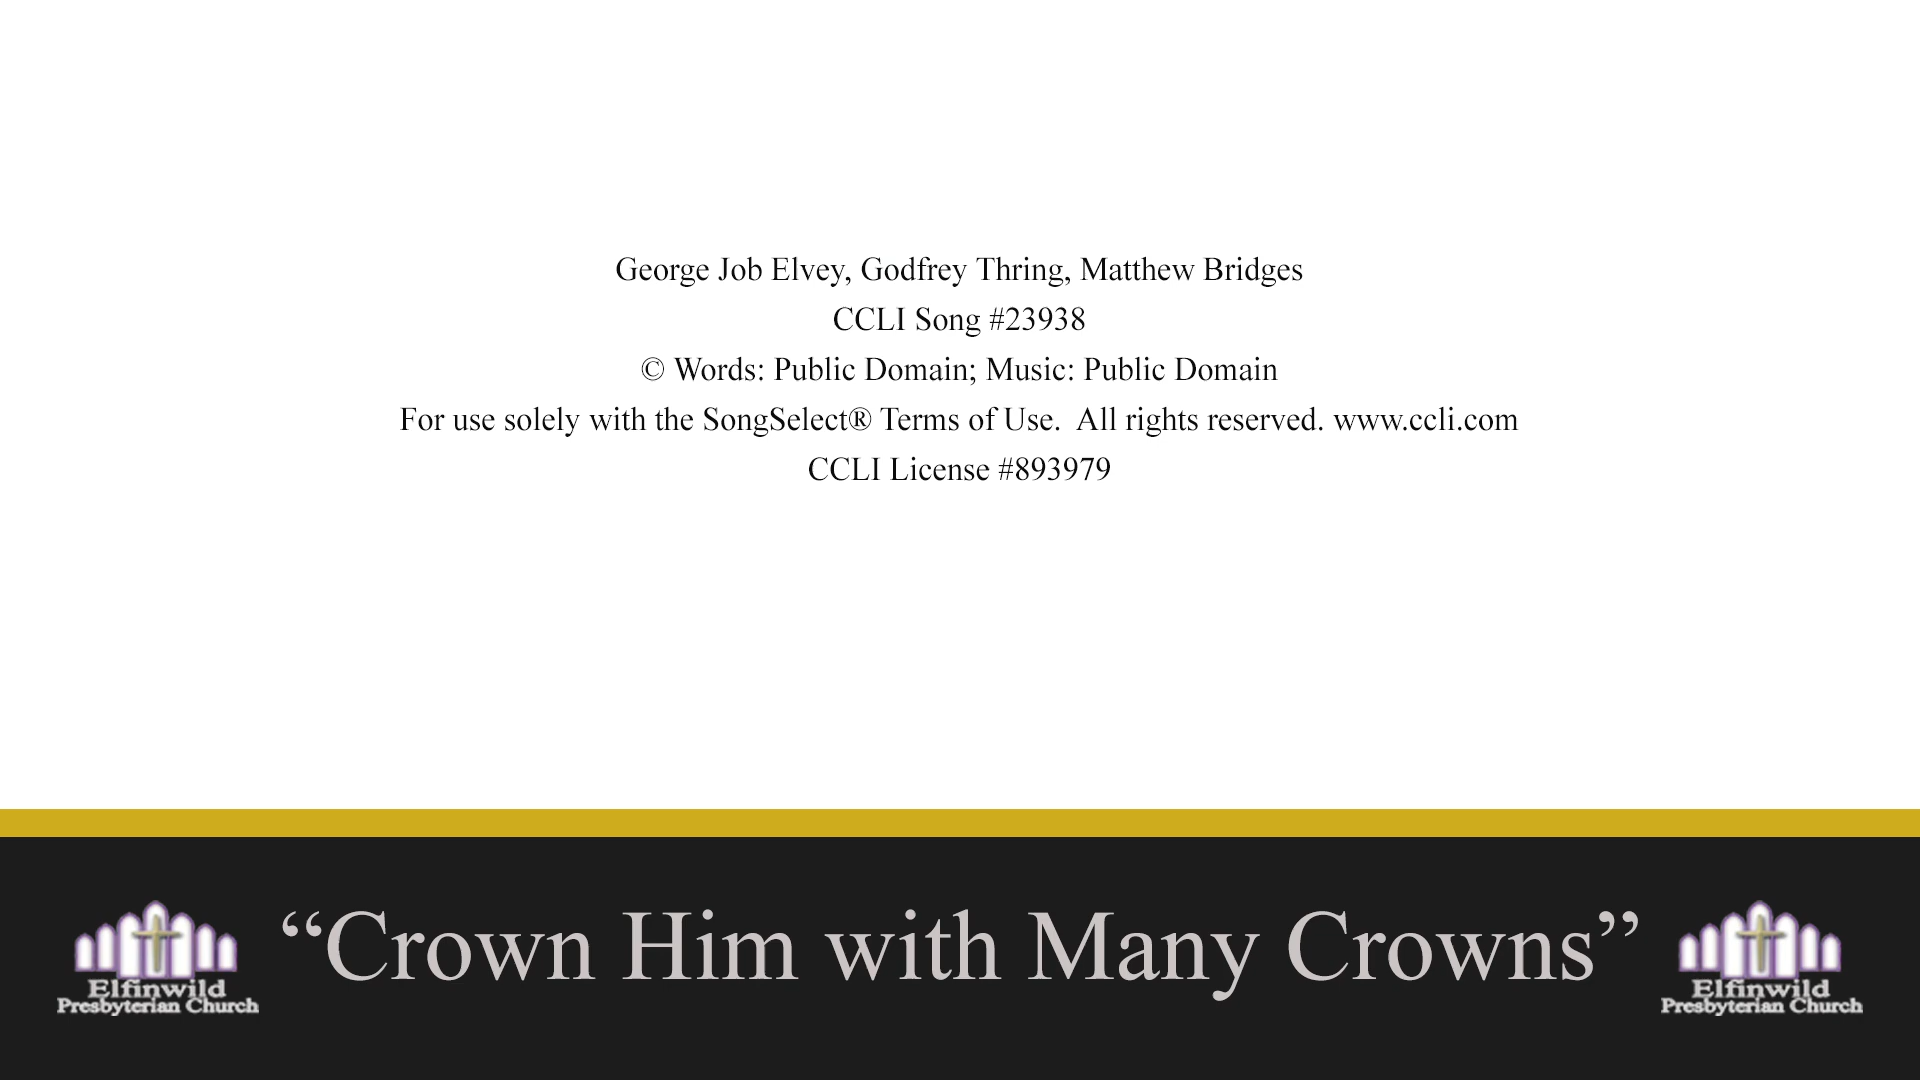 George Job Elvey, Godfrey Thring, Matthew Bridges
CCLI Song #23938
© Words: Public Domain; Music: Public Domain
For use solely with the SongSelect® Terms of Use.  All rights reserved. www.ccli.com
CCLI License #893979
“Crown Him with Many Crowns”
Elfinwild
Presbyterian Church
Elfinwild
Presbyterian Church